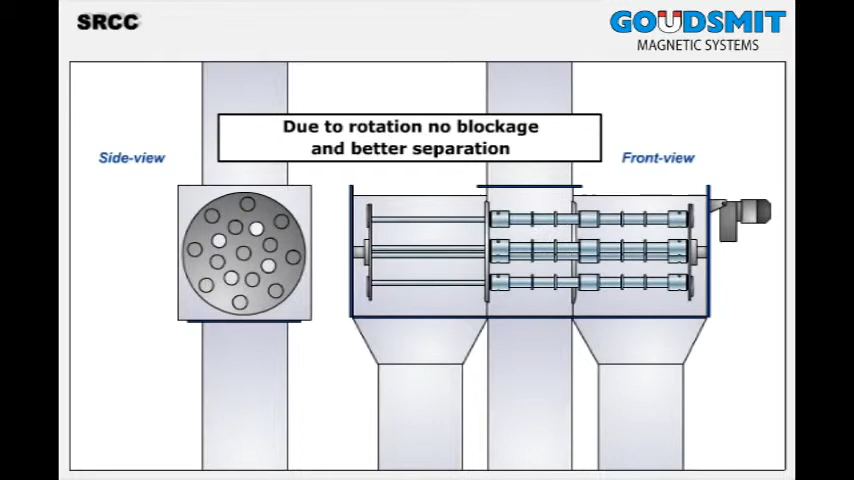 SRCC
GOUDSMIT
MAGNETIC SYSTEMS
Due to rotation no blockage
and better separation
Side-view
Front-view